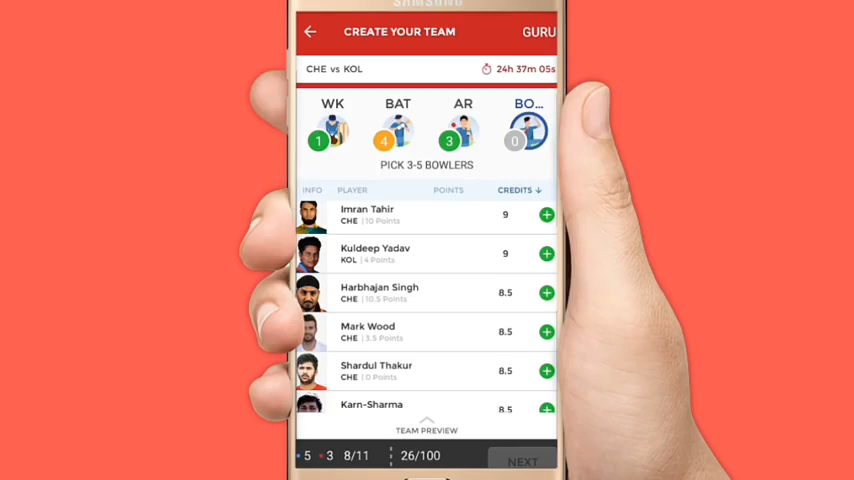 SAMSUNG
CREATE YOUR TEAM GURU
CHE vs KOL 24h 37m 05s
WK BAT AR BO...
1 4 3 0
PICK 3-5 BOWLERS
INFO PLAYER POINTS CREDITS ↓
Imran Tahir 9 +
CHE | 10 Points
Kuldeep Yadav 9 +
KOL | 4 Points
Harbhajan Singh 8.5 +
CHE | 10.5 Points
Mark Wood 8.5 +
CHE | 3.5 Points
Shardul Thakur 8.5 +
CHE | 0 Points
Karn-Sharma 8.5 +
TEAM PREVIEW
5 3 8/11 26/100 NEXT